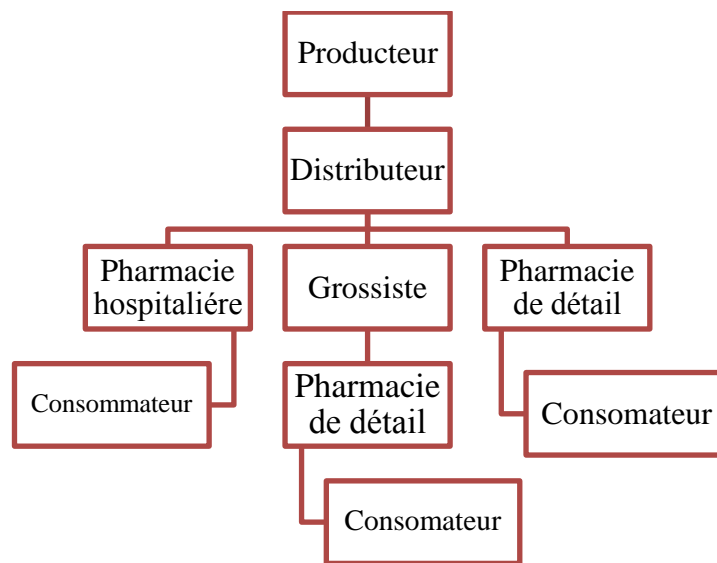 Producteur
Distributeur
Pharmacie
hospitaliére
Grossiste
Pharmacie
de détail
Consommateur
Pharmacie
de détail
Consomateur
Consomateur